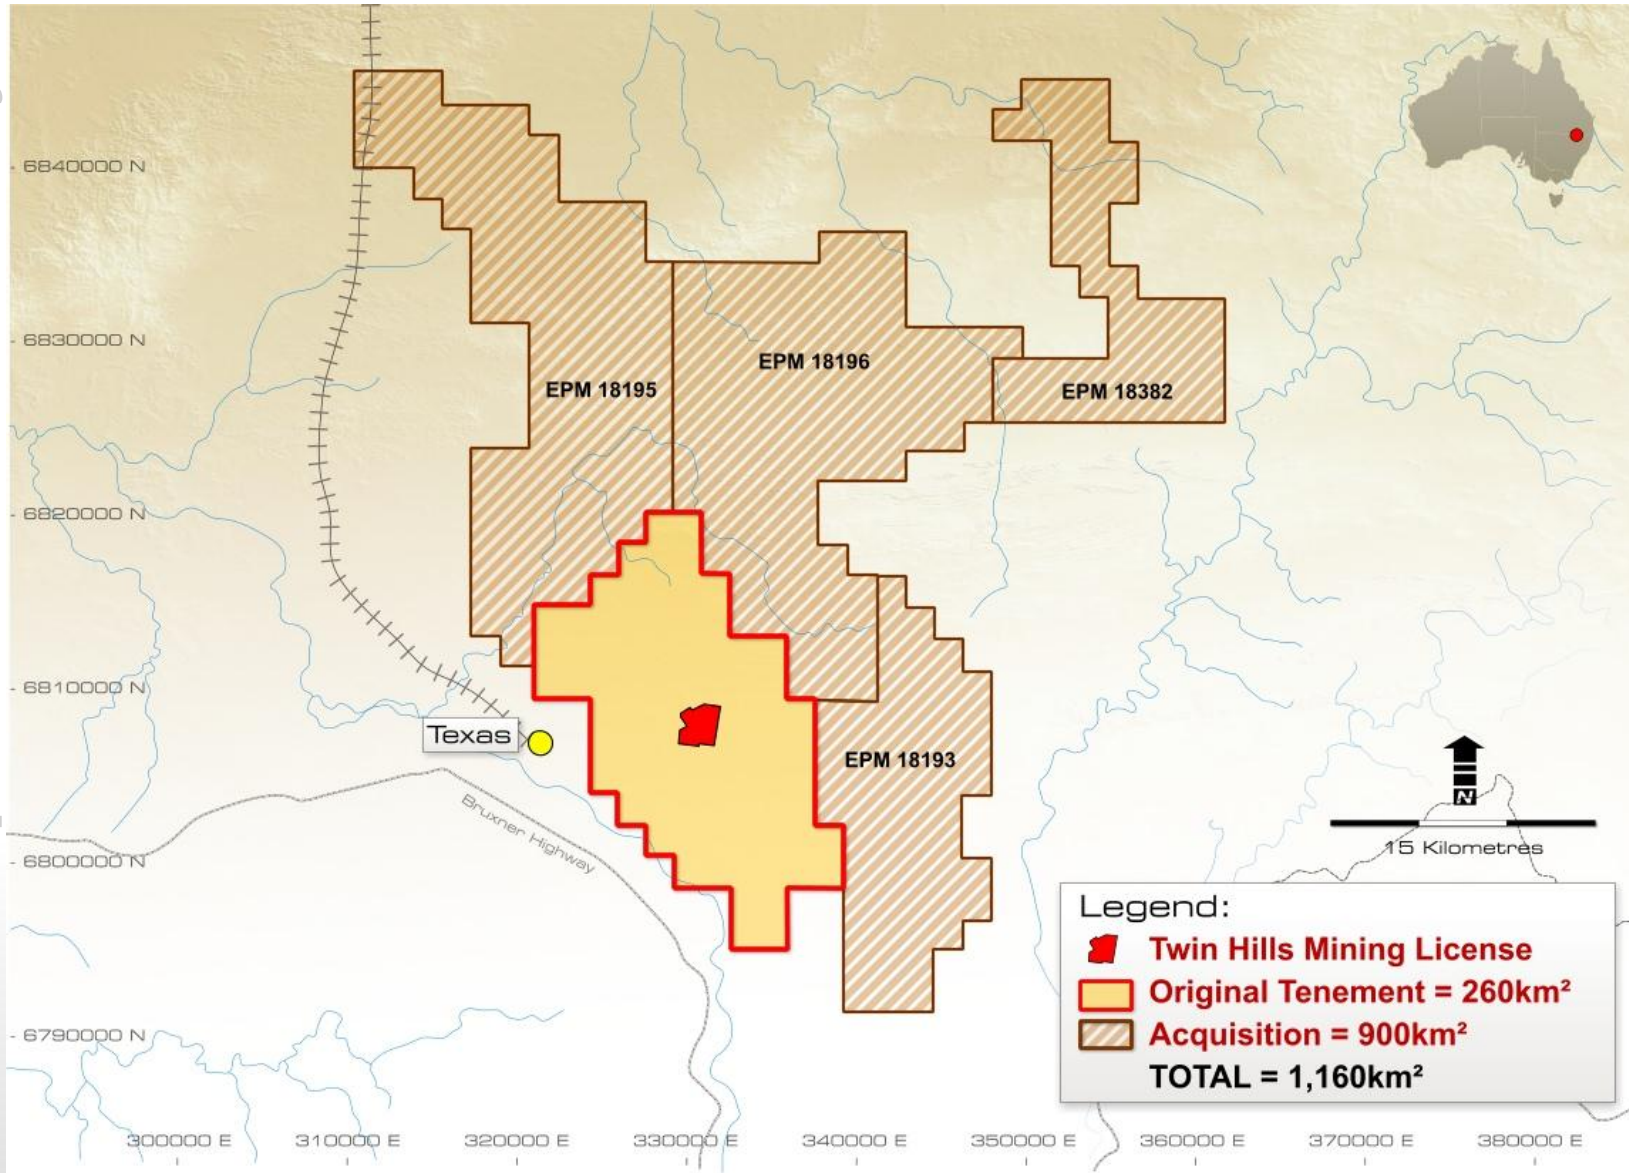 6840000 N
6830000 N
EPM 18196
EPM 18195
EPM 18382
6820000 N
6810000 N
Texas
EPM 18193
Bruxner Highway
6800000 N
N
15 Kilometres
Legend:
Twin Hills Mining License
Original Tenement = 260km²
Acquisition = 900km²
TOTAL = 1,160km²
6790000 N
300000 E
310000 E
320000 E
330000 E
340000 E
350000 E
360000 E
370000 E
380000 E